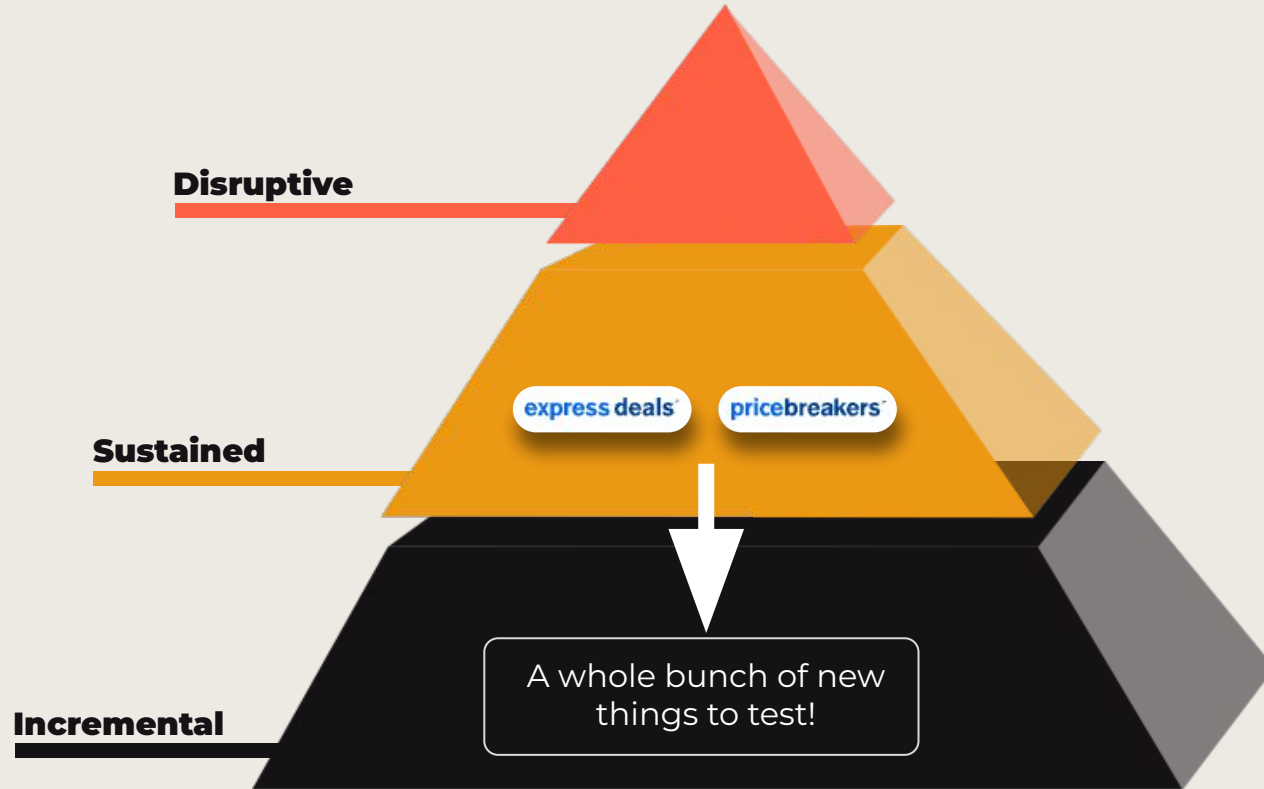 Disruptive
express deals
pricebreakers
Sustained
A whole bunch of new
things to test!
Incremental